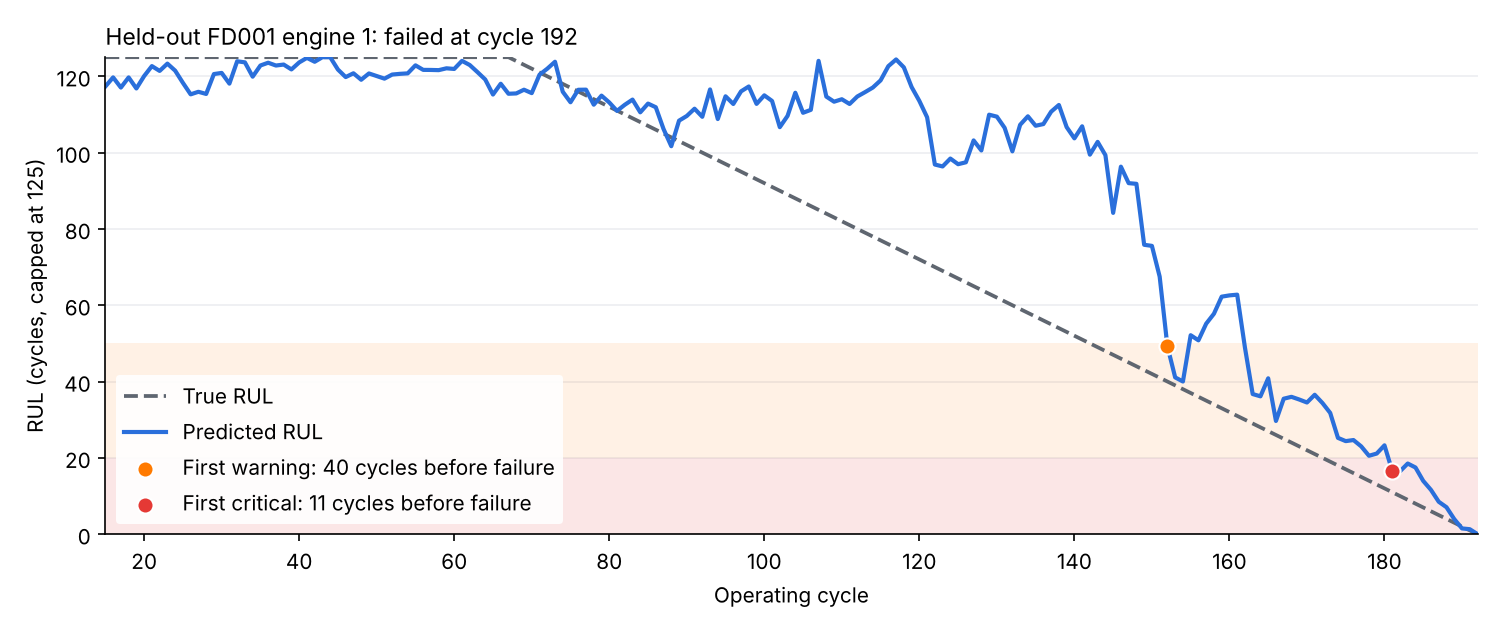 Held-out FD001 engine 1: failed at cycle 192
RUL (cycles, capped at 125)
120
100
80
60
40
20
0
True RUL
Predicted RUL
First warning: 40 cycles before failure
First critical: 11 cycles before failure
20 40 60 80 100 120 140 160 180
Operating cycle